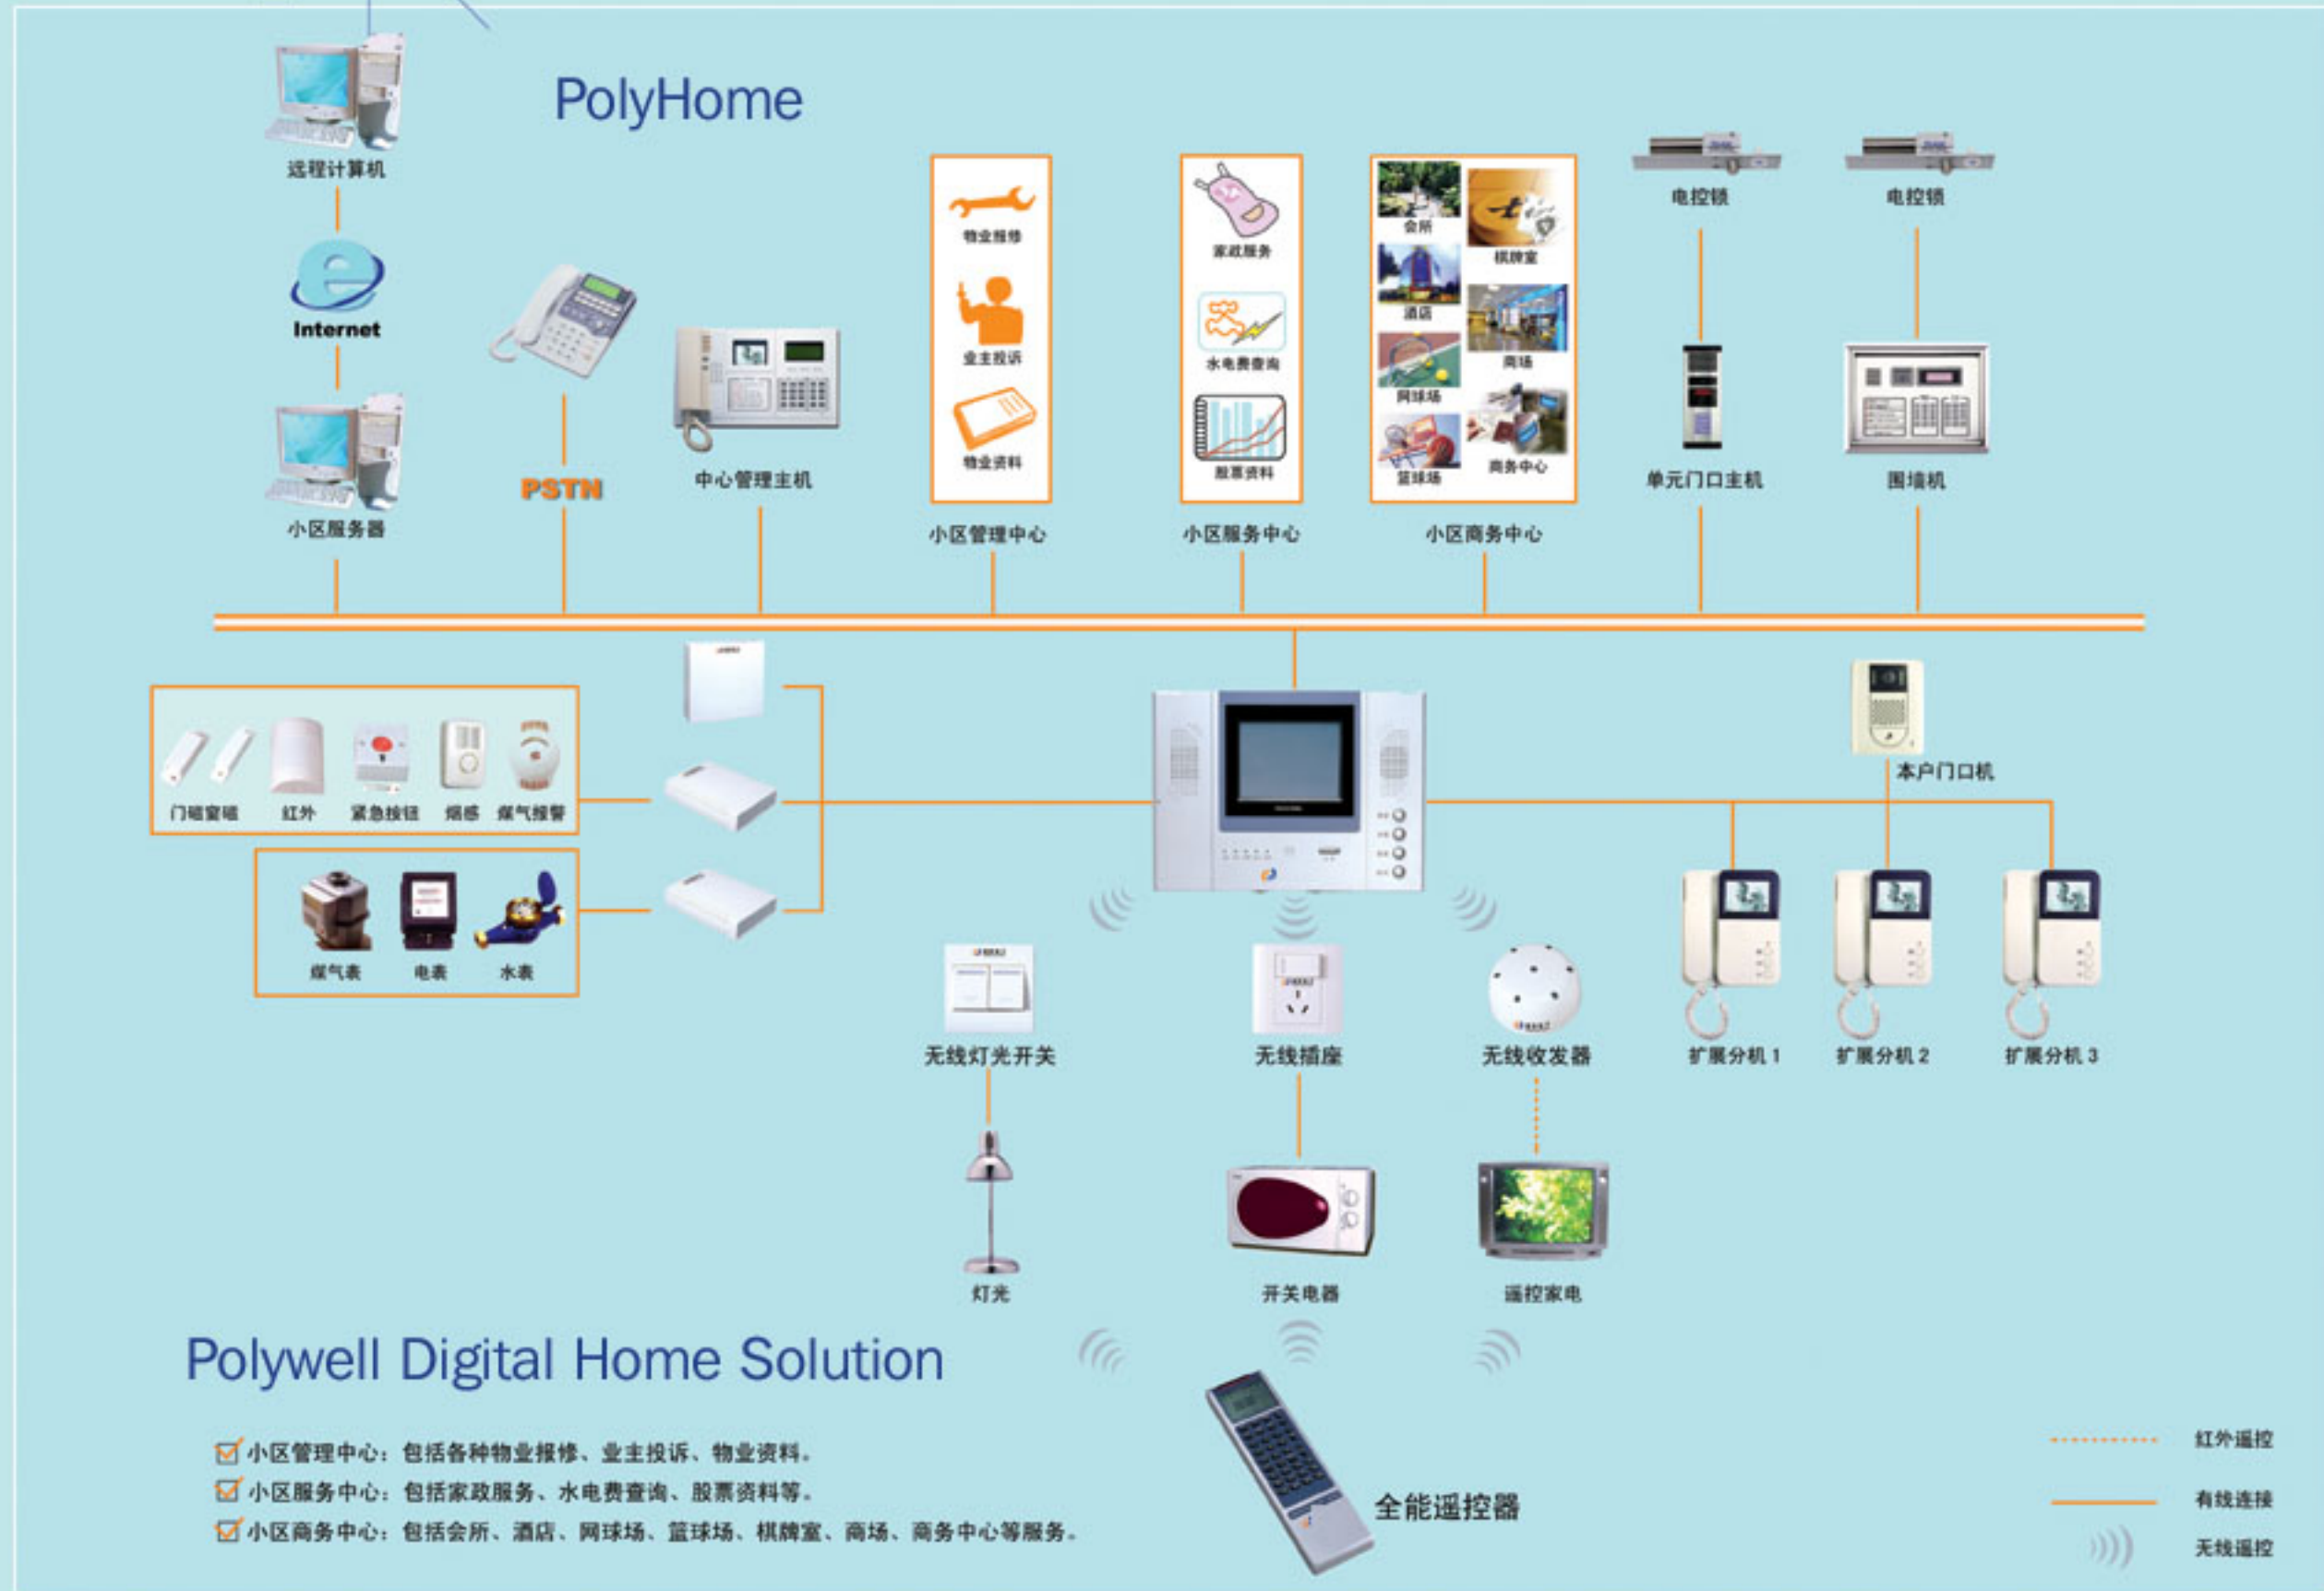 PolyHome
远程计算机
Internet
小区服务器
PSTN
中心管理主机
物业报修
业主投诉
物业资料
小区管理中心
家政服务
水电费查询
股票资料
小区服务中心
会所
棋牌室
酒店
商场
网球场
商务中心
篮球场
小区商务中心
电控锁
电控锁
单元门口主机
围墙机
门磁窗磁
红外
紧急按钮
烟感
煤气报警
煤气表
电表
水表
本户门口机
无线灯光开关
无线插座
无线收发器
扩展分机 1
扩展分机 2
扩展分机 3
灯光
开关电器
遥控家电
Polywell Digital Home Solution
小区管理中心：包括各种物业报修、业主投诉、物业资料。
小区服务中心：包括家政服务、水电费查询、股票资料等。
小区商务中心：包括会所、酒店、网球场、篮球场、棋牌室、商场、商务中心等服务。
全能遥控器
红外遥控
有线连接
无线遥控